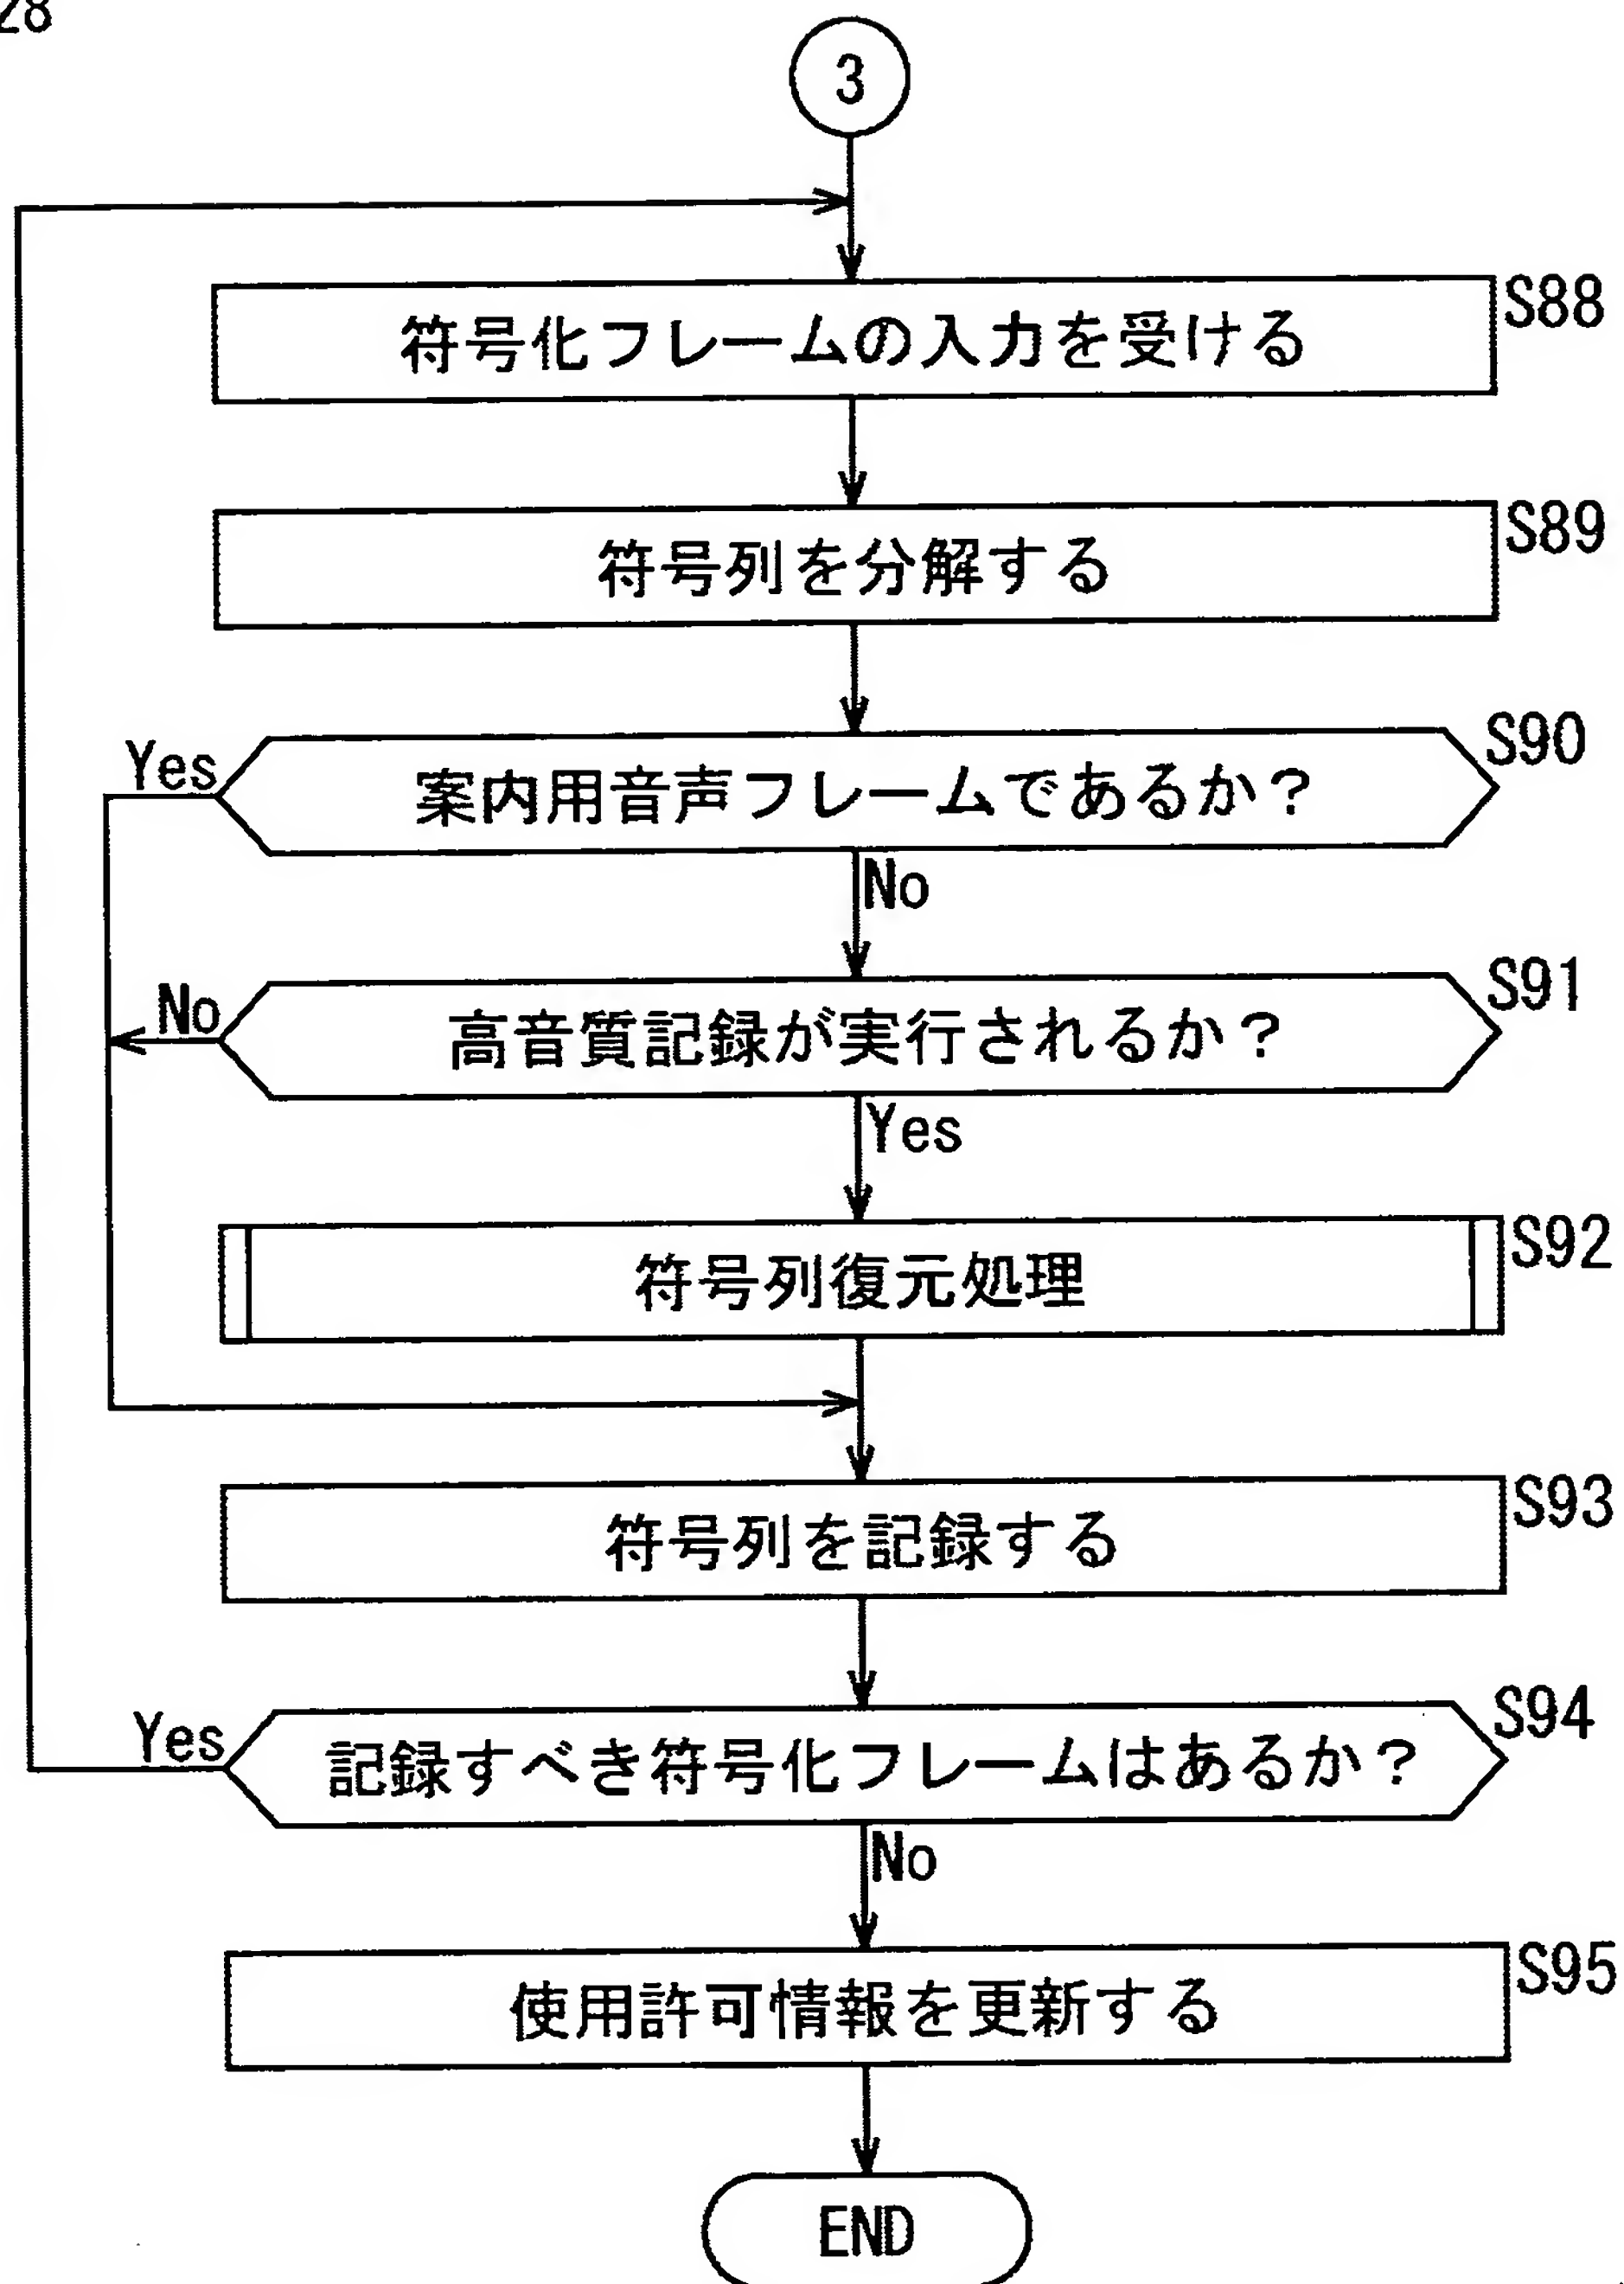 28
3
符号化フレームの入力を受ける
S88
符号列を分解する
S89
Yes
案内用音声フレームであるか?
S90
No
No
高音質記録が実行されるか?
S91
Yes
符号列復元処理
S92
符号列を記録する
S93
Yes
記録すべき符号化フレームはあるか?
S94
No
使用許可情報を更新する
S95
END